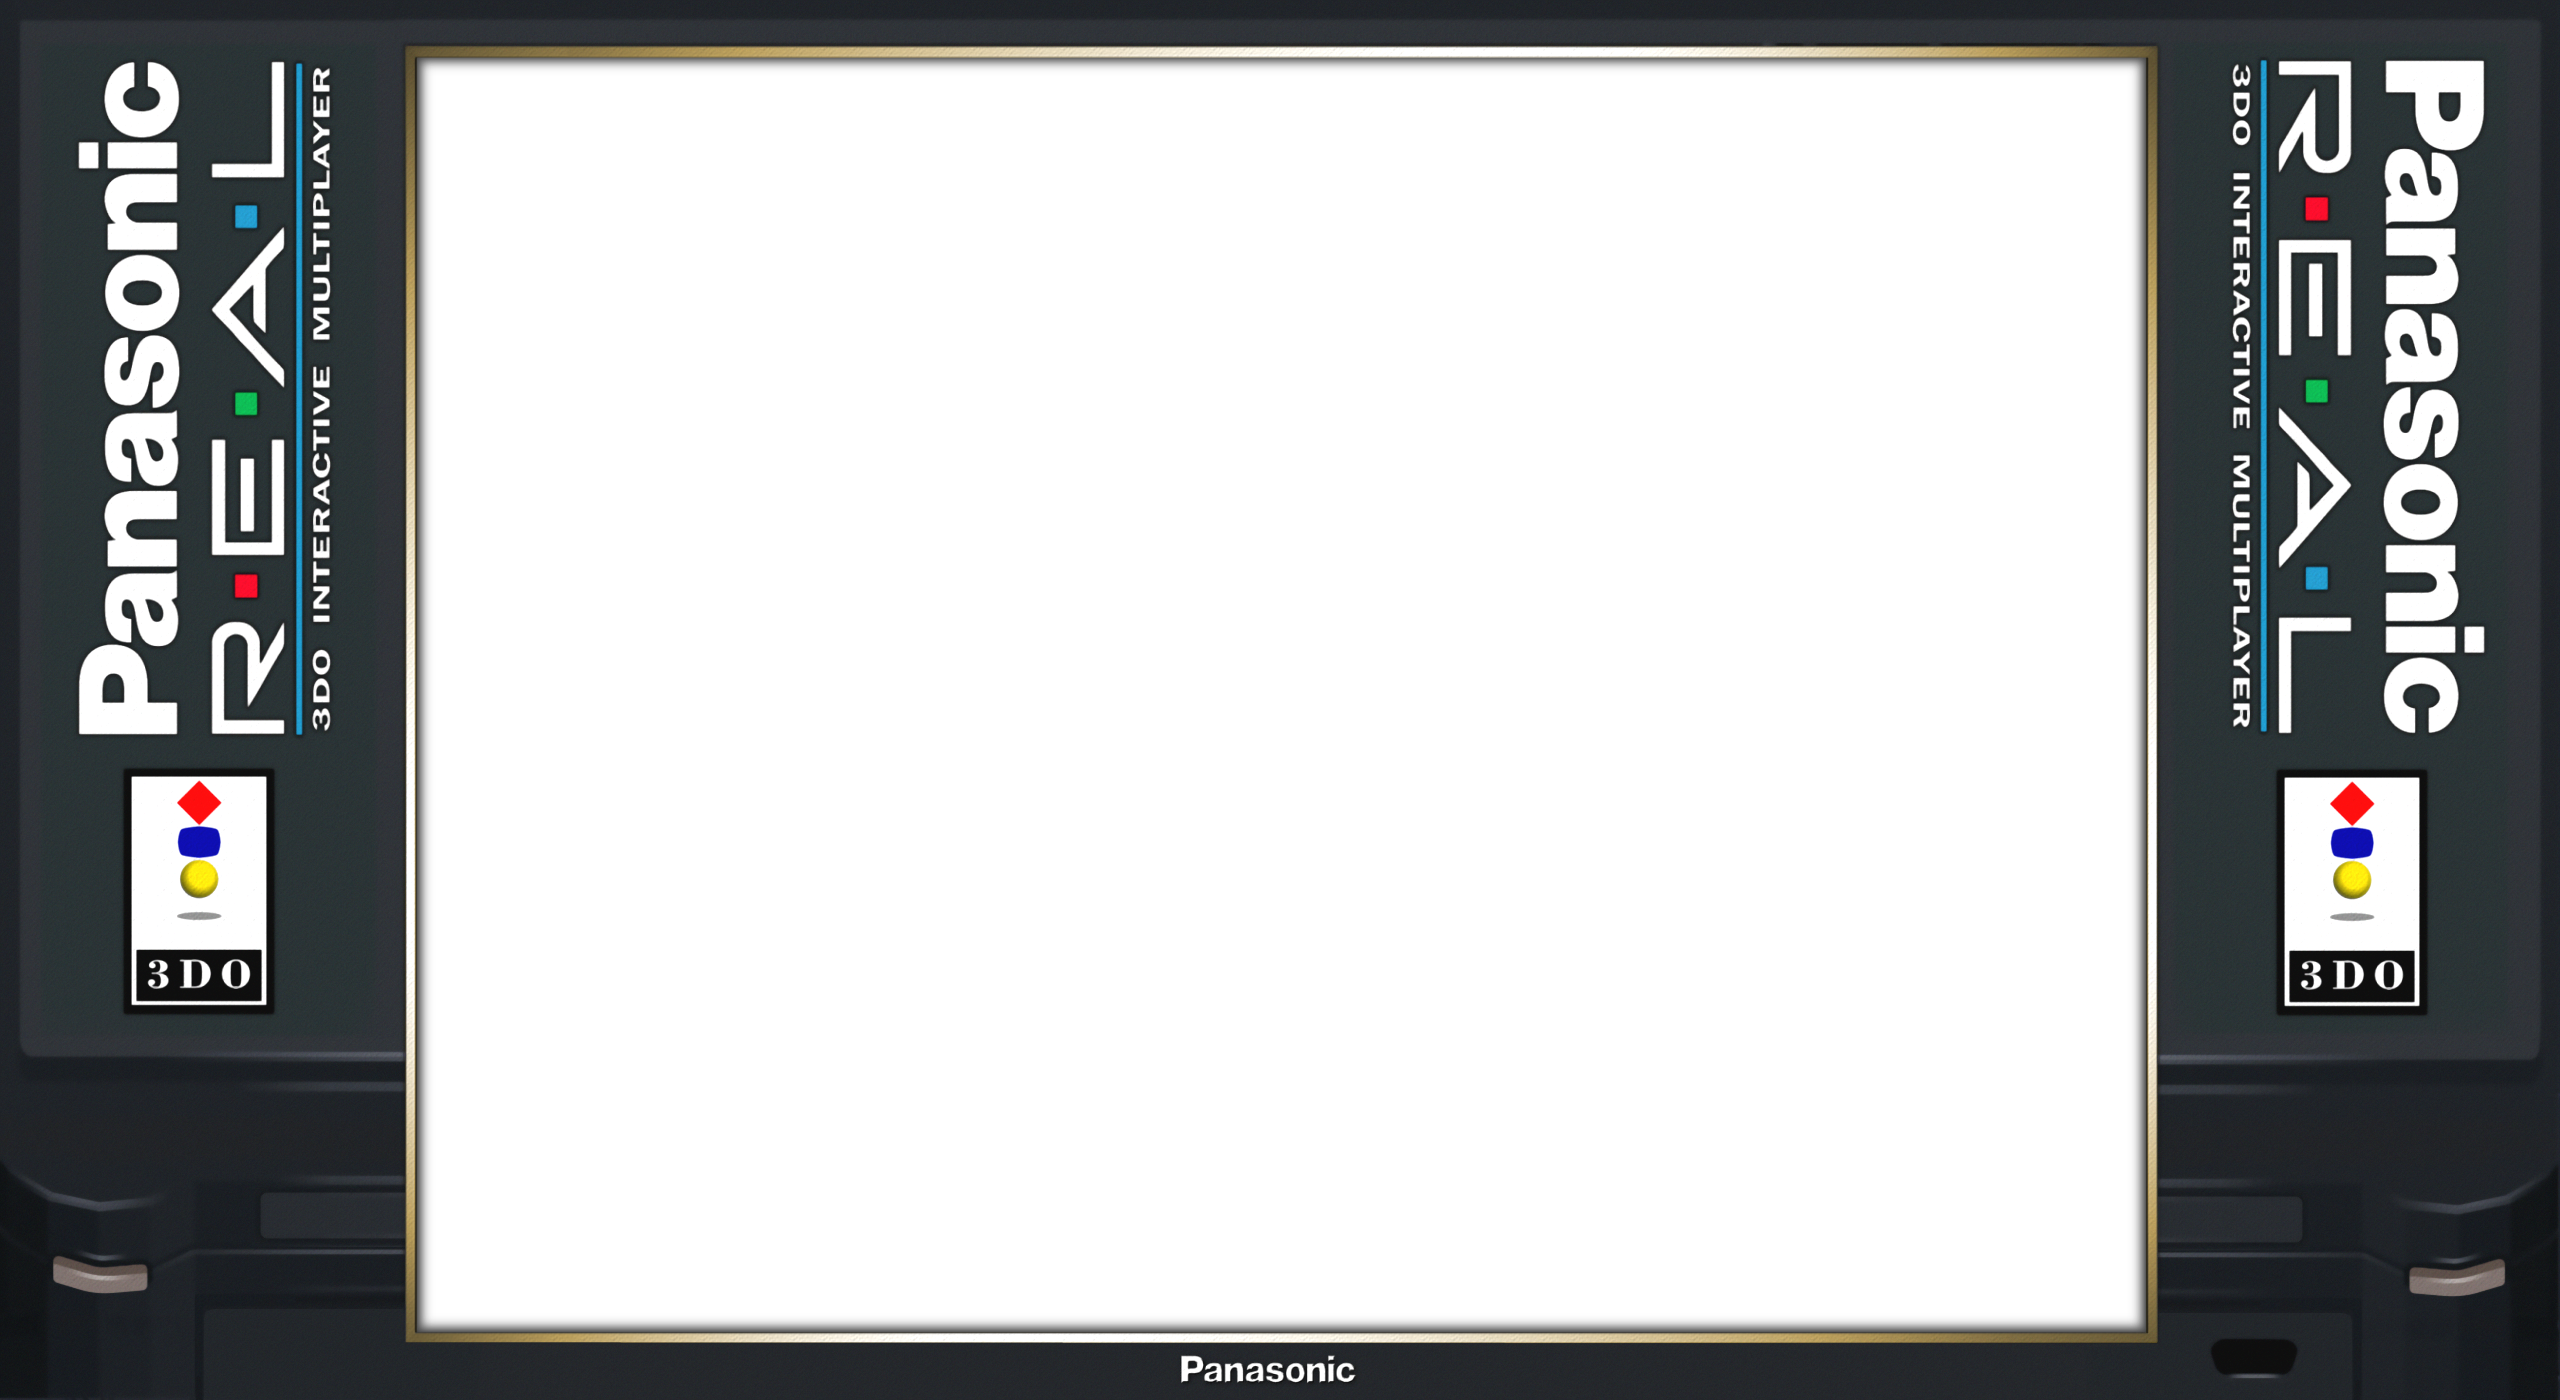 Panasonic
R·E·A·L
3DO INTERACTIVE MULTIPLAYER
3DO
Panasonic
R·E·A·L
3DO INTERACTIVE MULTIPLAYER
3DO
Panasonic